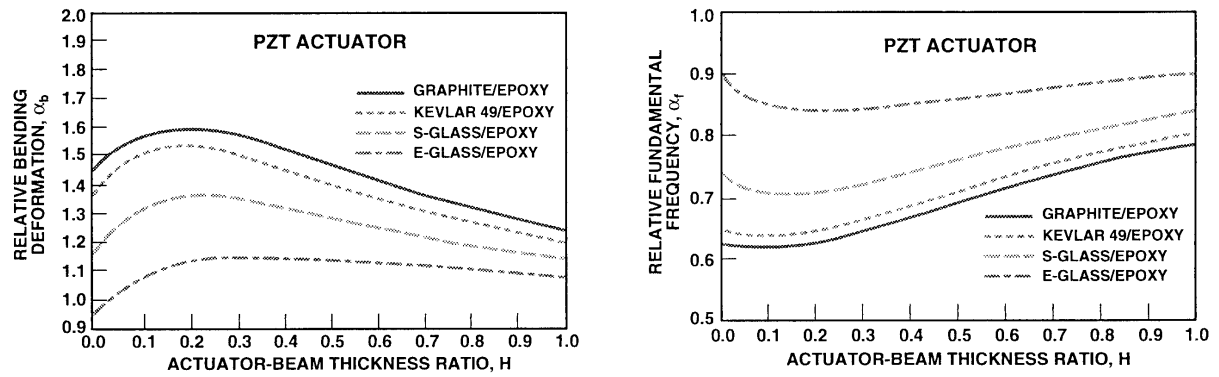 2.0
1.9
1.8
1.7
1.6
1.5
1.4
1.3
1.2
1.1
1.0
0.9
RELATIVE BENDING
DEFORMATION, αb
PZT ACTUATOR
GRAPHITE/EPOXY
KEVLAR 49/EPOXY
S-GLASS/EPOXY
E-GLASS/EPOXY
0.0 0.1 0.2 0.3 0.4 0.5 0.6 0.7 0.8 0.9 1.0
ACTUATOR-BEAM THICKNESS RATIO, H
1.0
0.9
0.8
0.7
0.6
0.5
RELATIVE FUNDAMENTAL
FREQUENCY, αf
PZT ACTUATOR
GRAPHITE/EPOXY
KEVLAR 49/EPOXY
S-GLASS/EPOXY
E-GLASS/EPOXY
0.0 0.1 0.2 0.3 0.4 0.5 0.6 0.7 0.8 0.9 1.0
ACTUATOR-BEAM THICKNESS RATIO, H